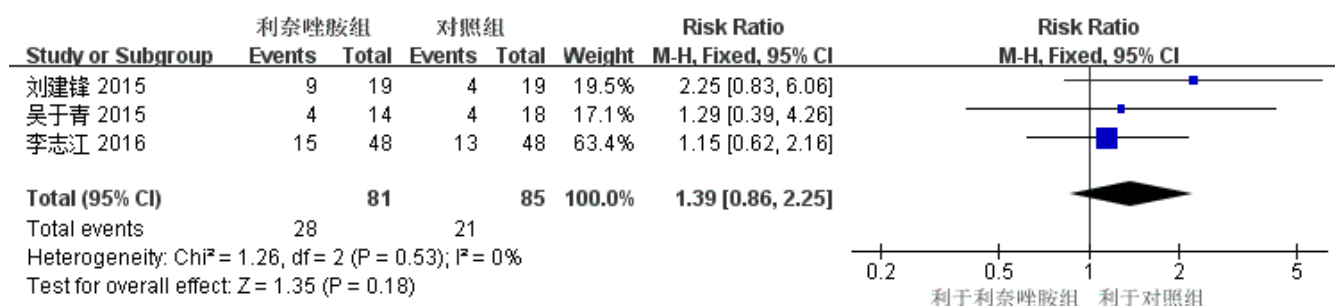 利奈唑胺组 对照组 Risk Ratio Risk Ratio
Study or Subgroup Events Total Events Total Weight M-H, Fixed, 95% CI M-H, Fixed, 95% CI
刘建锋 2015 9 19 4 19 19.5% 2.25 [0.83, 6.06]
吴于青 2015 4 14 4 18 17.1% 1.29 [0.39, 4.26]
李志江 2016 15 48 13 48 63.4% 1.15 [0.62, 2.16]
Total (95% CI) 81 85 100.0% 1.39 [0.86, 2.25]
Total events 28 21
Heterogeneity: Chi² = 1.26, df = 2 (P = 0.53); I² = 0%
Test for overall effect: Z = 1.35 (P = 0.18)
0.2 0.5 1 2 5
利于利奈唑胺组 利于对照组